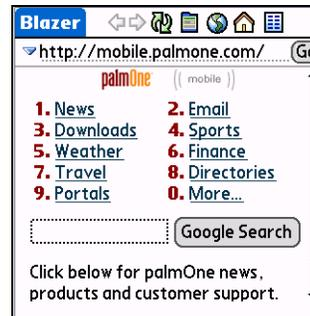 Blazer
http://mobile.palmone.com/
palmOne ((mobile))
1. News 2. Email
3. Downloads 4. Sports
5. Weather 6. Finance
7. Travel 8. Directories
9. Portals 0. More...
Google Search
Click below for palmOne news,
products and customer support.